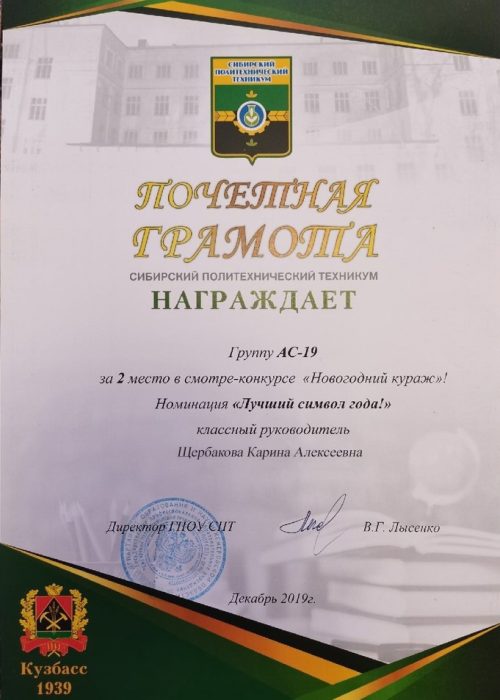 СИБИРСКИЙ
ПОЛИТЕХНИЧЕСКИЙ
ТЕХНИКУМ
ПОЧЕТНАЯ
ГРАМОТА
СИБИРСКИЙ ПОЛИТЕХНИЧЕСКИЙ ТЕХНИКУМ
НАГРАЖДАЕТ
Группу АС-19
за 2 место в смотре-конкурсе «Новогодний кураж»!
Номинация «Лучший символ года!»
классный руководитель
Щербакова Карина Алексеевна
Директор ГПОУ СПТ В.Г. Лысенко
Декабрь 2019г.
Кузбасс
1939